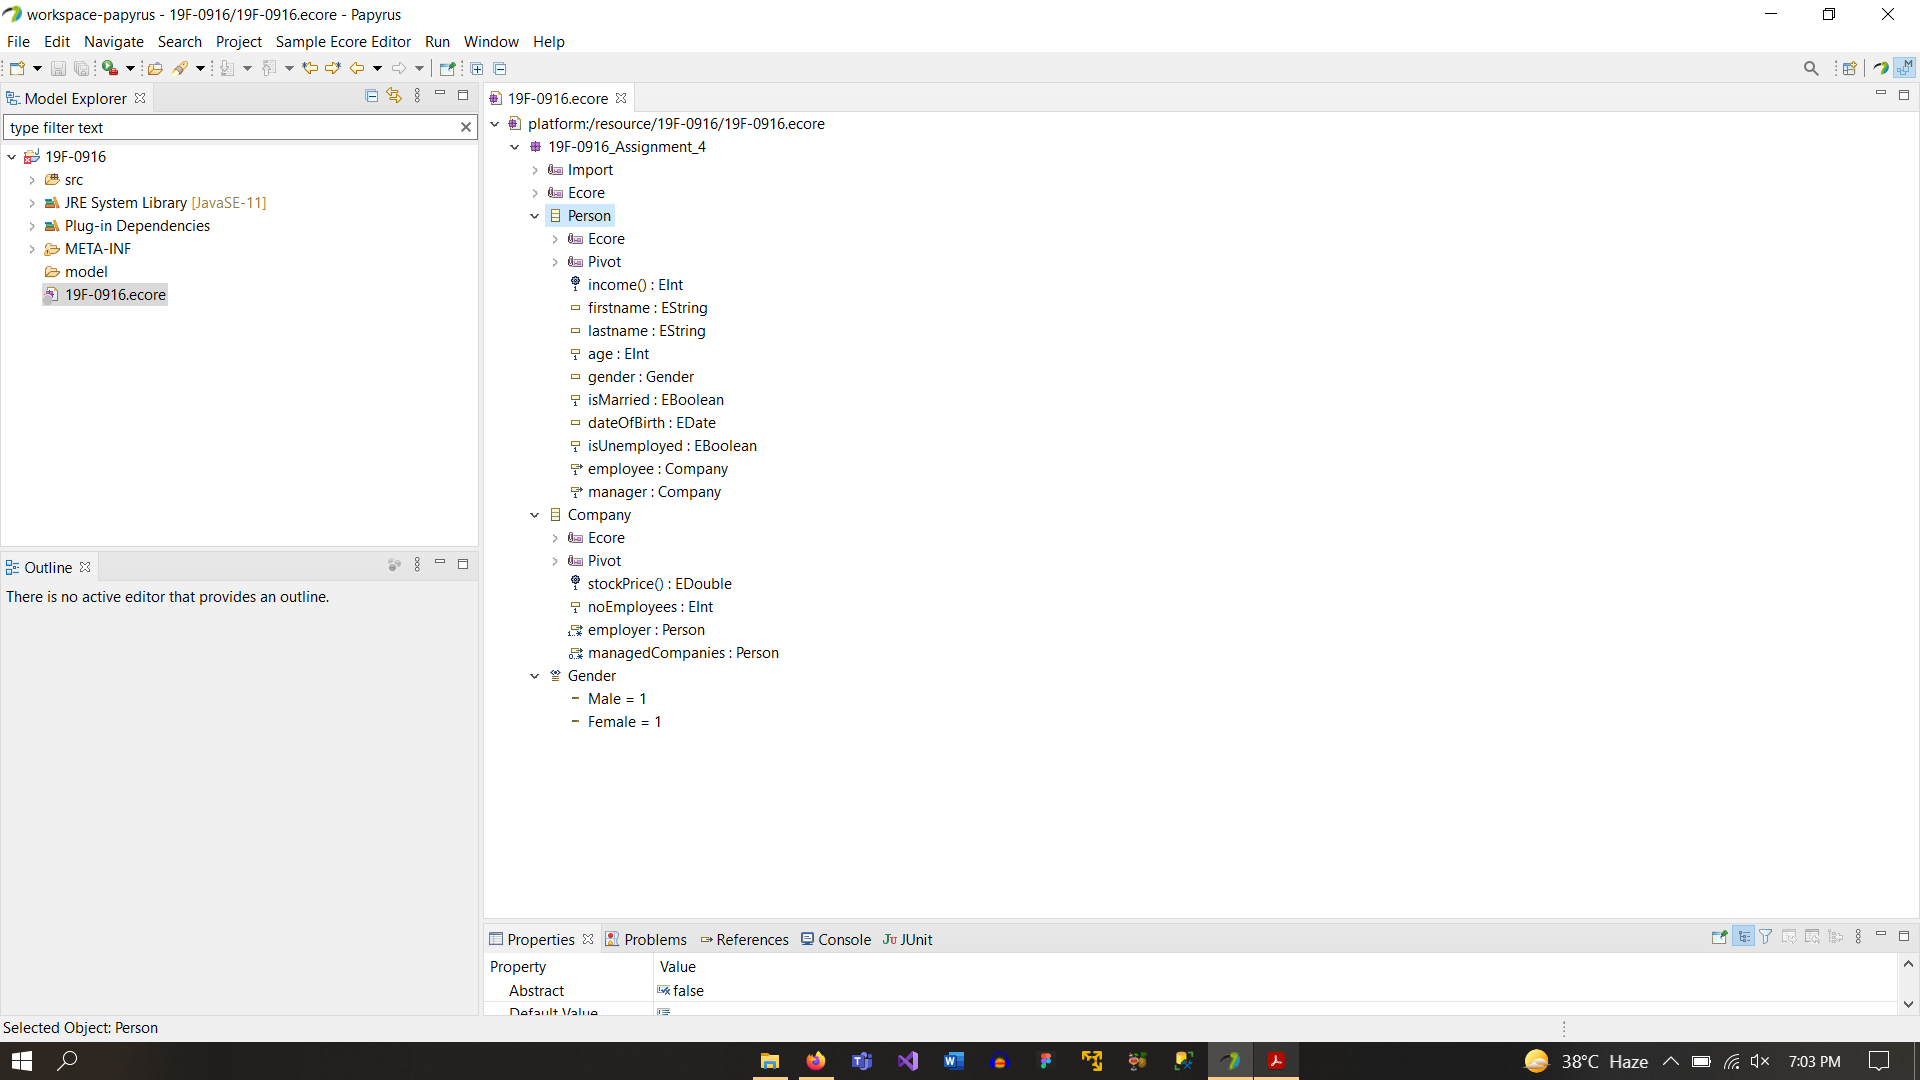 workspace-papyrus - 19F-0916/19F-0916.ecore - Papyrus
File Edit Navigate Search Project Sample Ecore Editor Run Window Help
Model Explorer
type filter text
19F-0916
src
JRE System Library [JavaSE-11]
Plug-in Dependencies
META-INF
model
19F-0916.ecore
Outline
There is no active editor that provides an outline.
19F-0916.ecore
platform:/resource/19F-0916/19F-0916.ecore
19F-0916_Assignment_4
Import
Ecore
Person
Ecore
Pivot
income() : EInt
firstname : EString
lastname : EString
age : EInt
gender : Gender
isMarried : EBoolean
dateOfBirth : EDate
isUnemployed : EBoolean
employee : Company
manager : Company
Company
Ecore
Pivot
stockPrice() : EDouble
noEmployees : EInt
employer : Person
managedCompanies : Person
Gender
Male = 1
Female = 1
Properties Problems References Console JUnit
Property Value
Abstract false
Default Value
Selected Object: Person
38°C Haze 7:03 PM